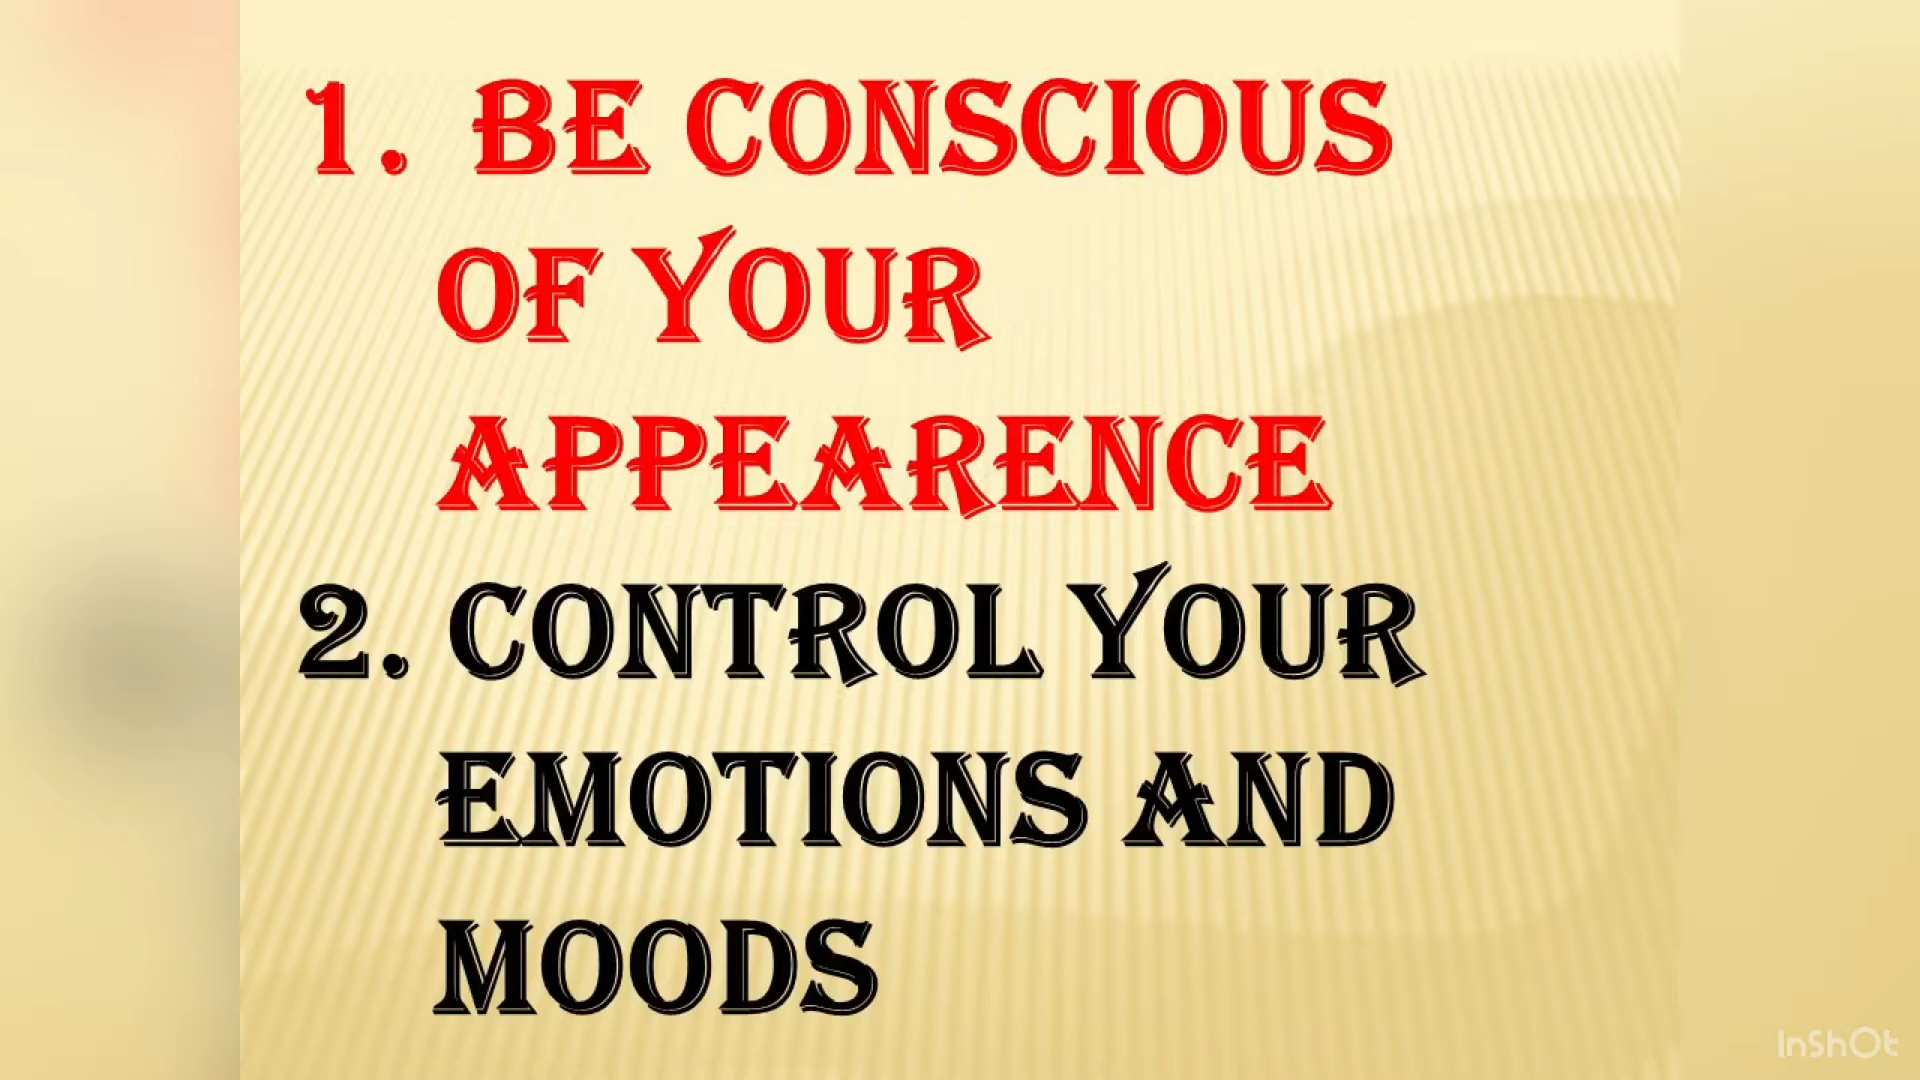 1. BE CONSCIOUS
OF YOUR
APPEARENCE
2. CONTROL YOUR
EMOTIONS AND
MOODS
InShOt